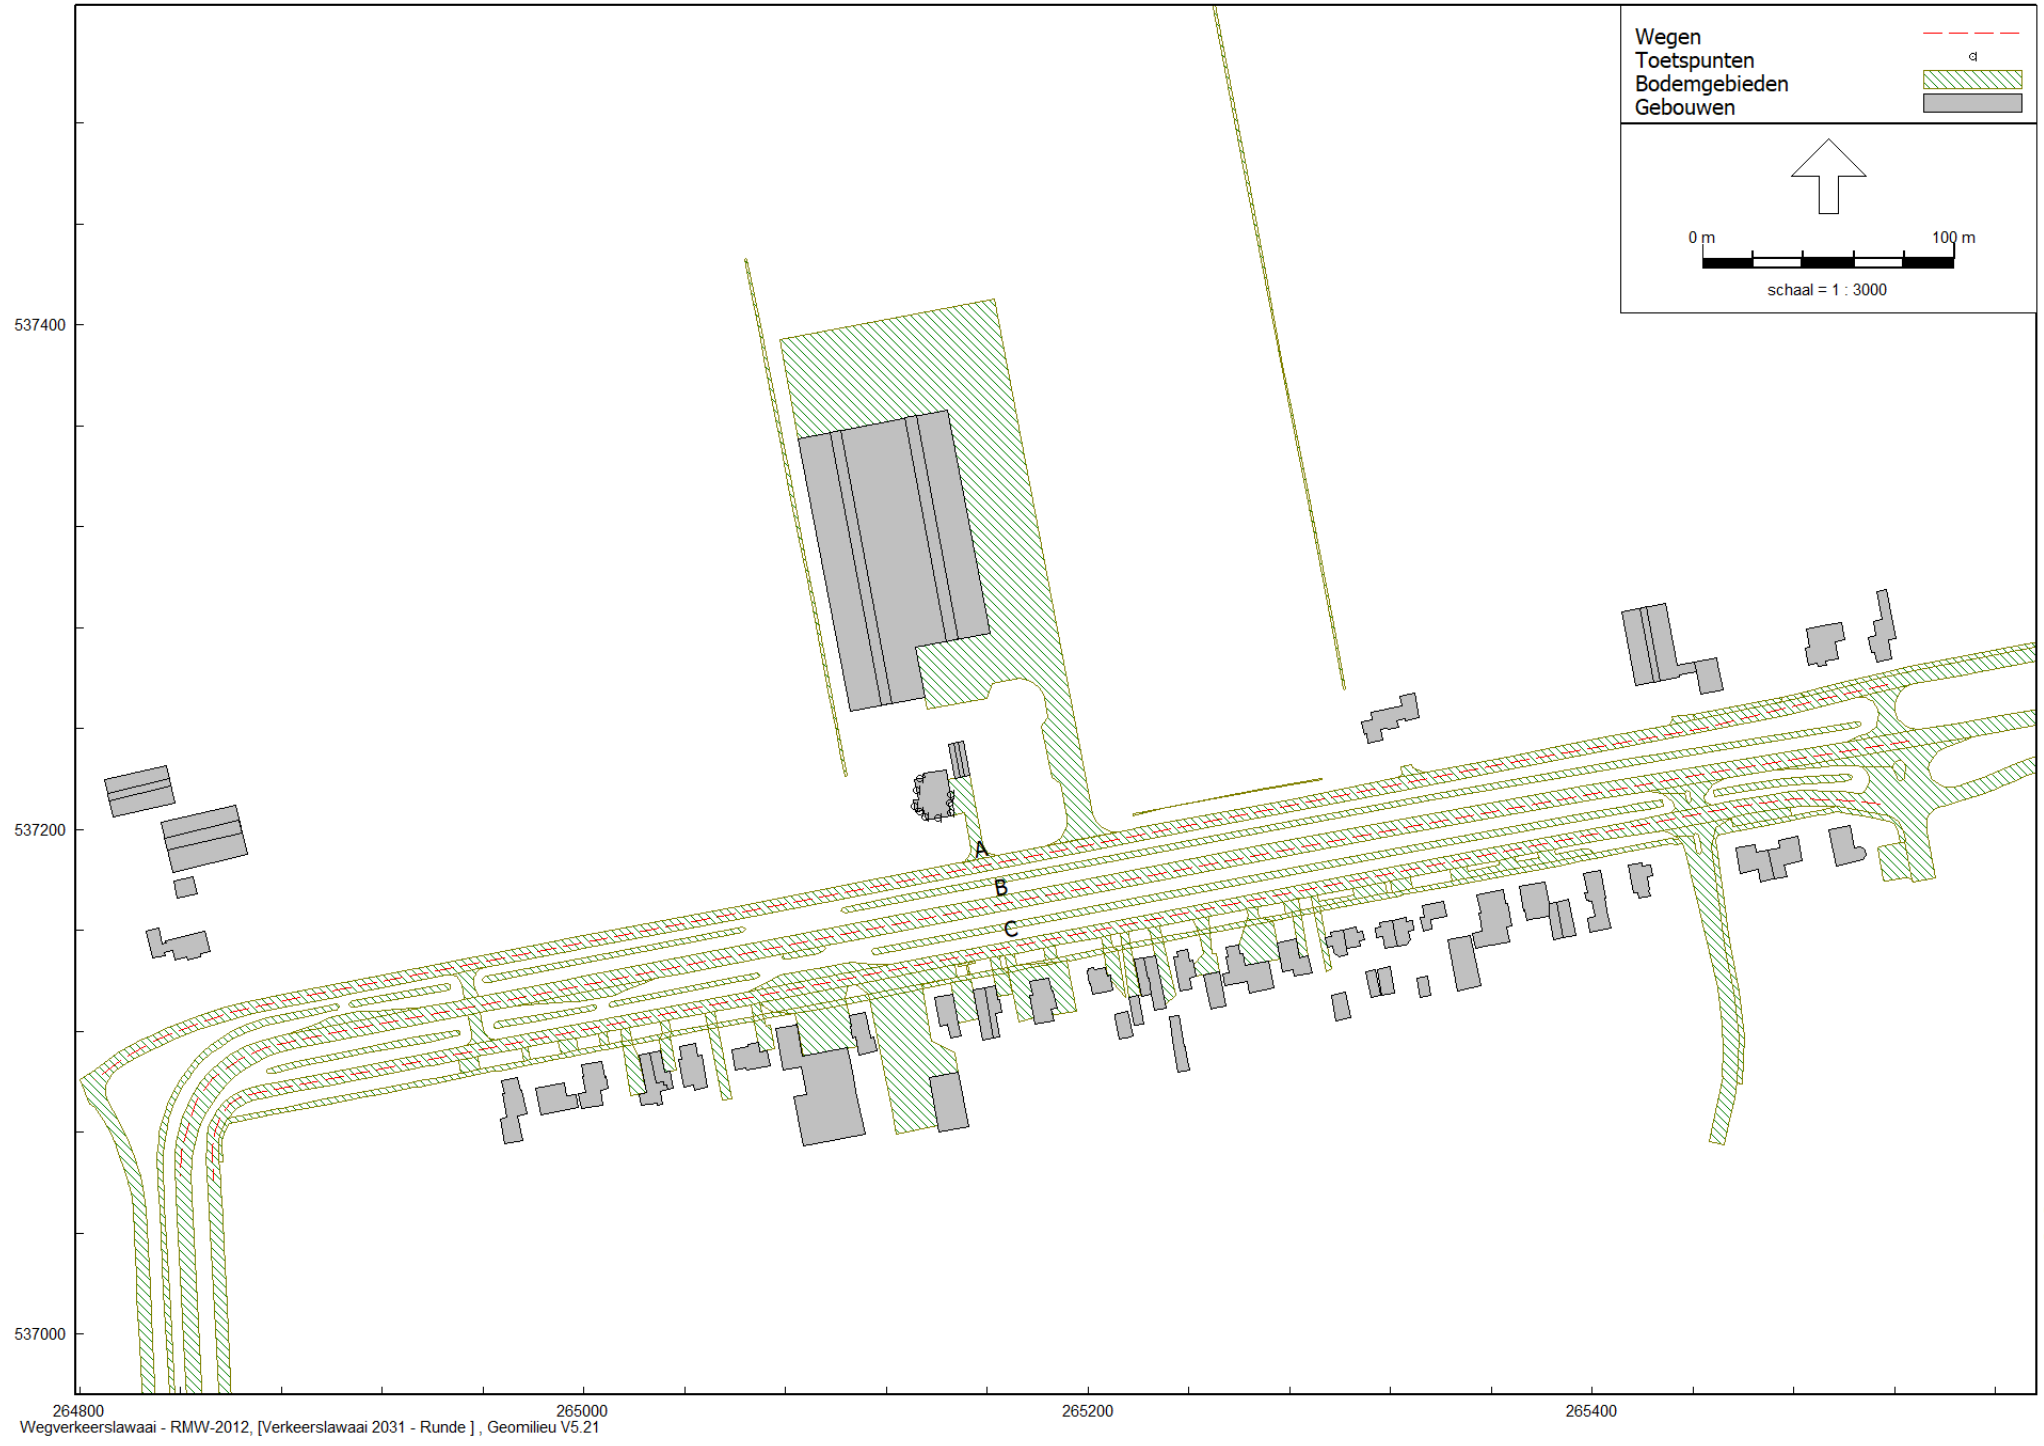 Wegen
Toetspunten
Bodemgebieden
Gebouwen
0 m 100 m
schaal = 1 : 3000
537400
537200
A
B
C
537000
264800 265000 265200 265400
Wegverkeerslawaai - RMW-2012, [Verkeerslawaai 2031 - Runde ] , Geomilieu V5.21